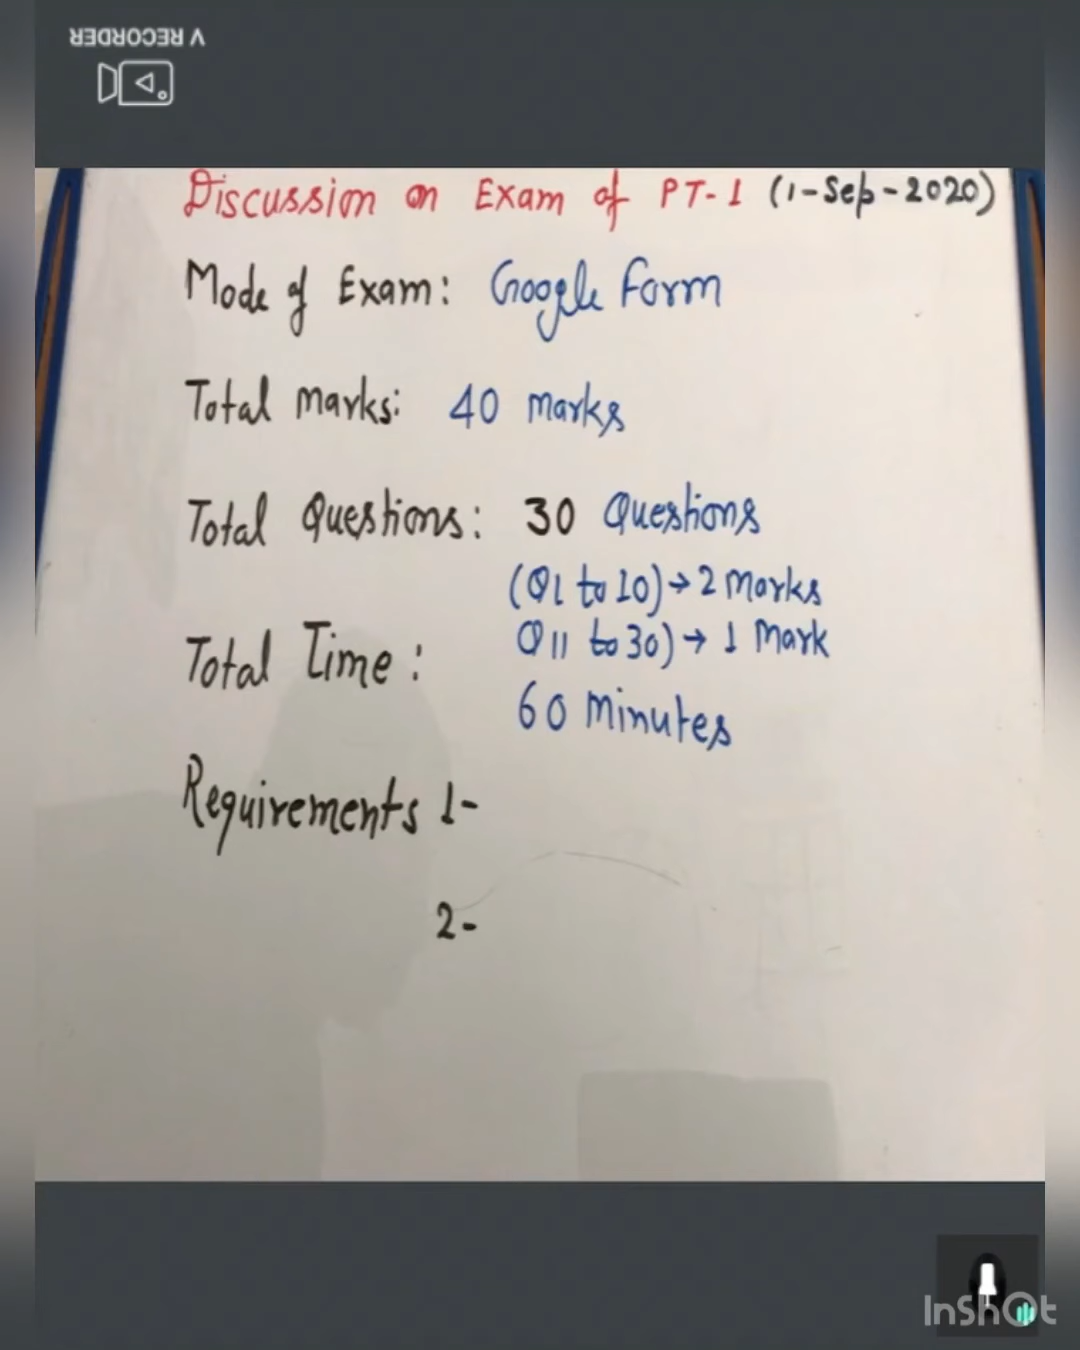 V RECORDER
Discussion on Exam of PT-1 (1-Sep-2020)
Mode of Exam: Google Form
Total Marks: 40 Marks
Total Questions: 30 Questions
(Q1 to 10)→2 Marks
Q11 to 30)→ 1 Mark
Total Time:
60 Minutes
Requirements 1-
2-
InShOt